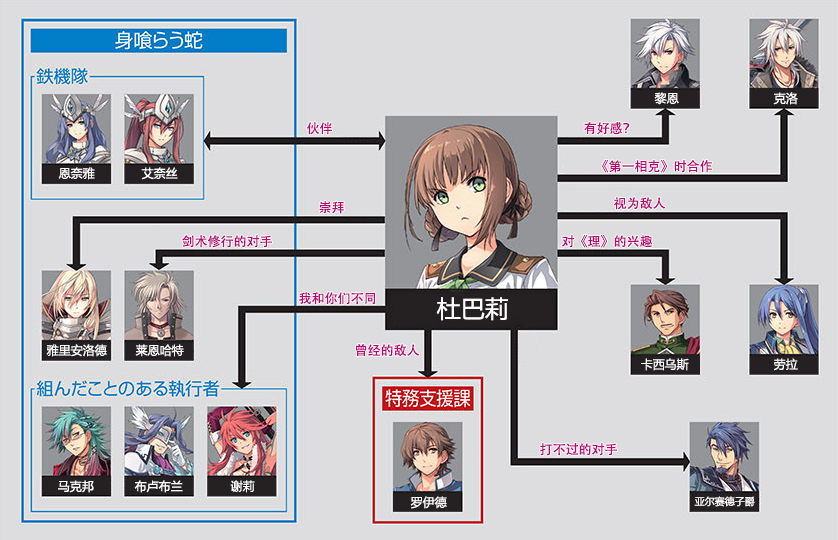 身喰らう蛇
鉄機隊
恩奈雅
艾奈丝
伙伴
有好感?
黎恩
克洛
《第一相克》时合作
崇拜
视为敌人
剑术修行的对手
对《理》的兴趣
我和你们不同
杜巴莉
雅里安洛德
莱恩哈特
卡西乌斯
劳拉
曾经的敌人
組んだことのある執行者
特務支援課
打不过的对手
马克邦
布卢布兰
谢莉
罗伊德
亚尔赛德子爵